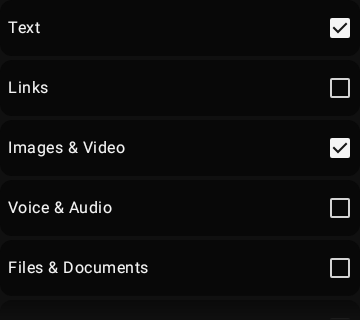 Text
Links
Images & Video
Voice & Audio
Files & Documents